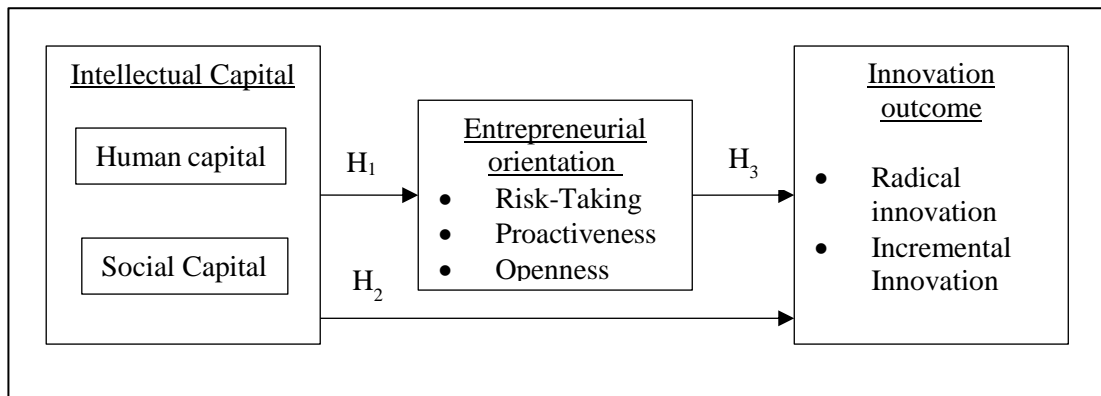 Intellectual Capital
Human capital
Social Capital
H₁
H₂
Entrepreneurial
orientation
• Risk-Taking
• Proactiveness
• Openness
H₃
Innovation
outcome
• Radical
innovation
• Incremental
Innovation